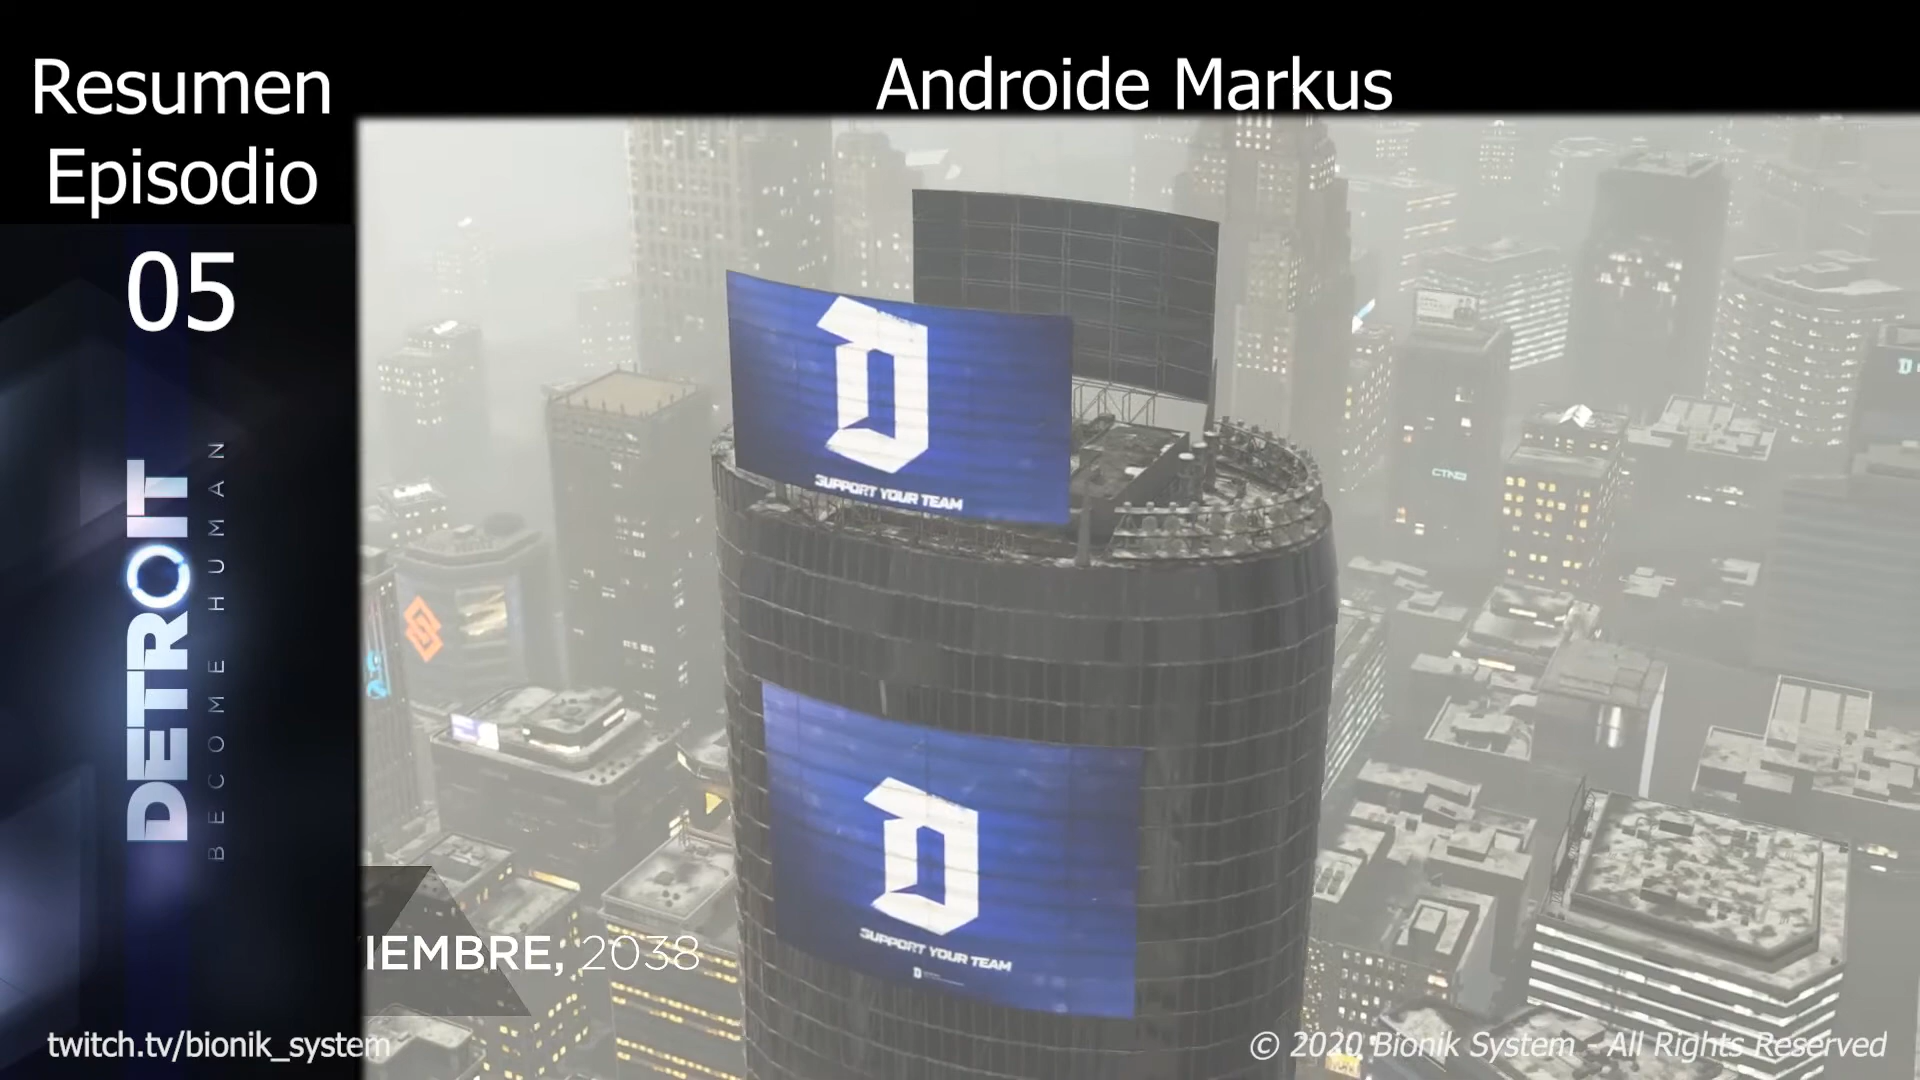 Resumen
Episodio
05
Androide Markus
DETROIT
BECOME HUMAN
D
SUPPORT YOUR TEAM
D
SUPPORT YOUR TEAM
IEMBRE, 2038
twitch.tv/bionik_system
© 2020 Bionik System - All Rights Reserved